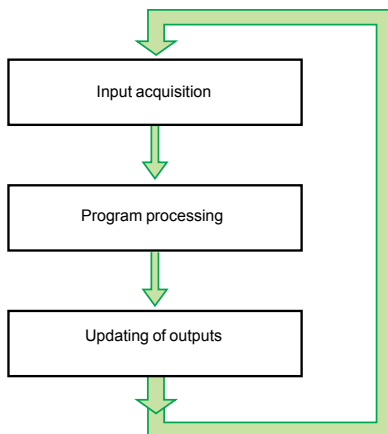 Input acquisition
Program processing
Updating of outputs